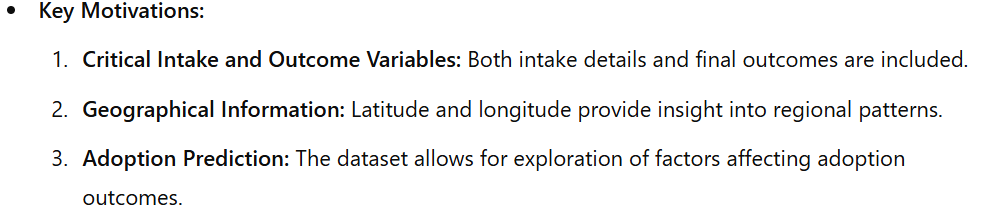 • Key Motivations:
1. Critical Intake and Outcome Variables: Both intake details and final outcomes are included.
2. Geographical Information: Latitude and longitude provide insight into regional patterns.
3. Adoption Prediction: The dataset allows for exploration of factors affecting adoption
outcomes.